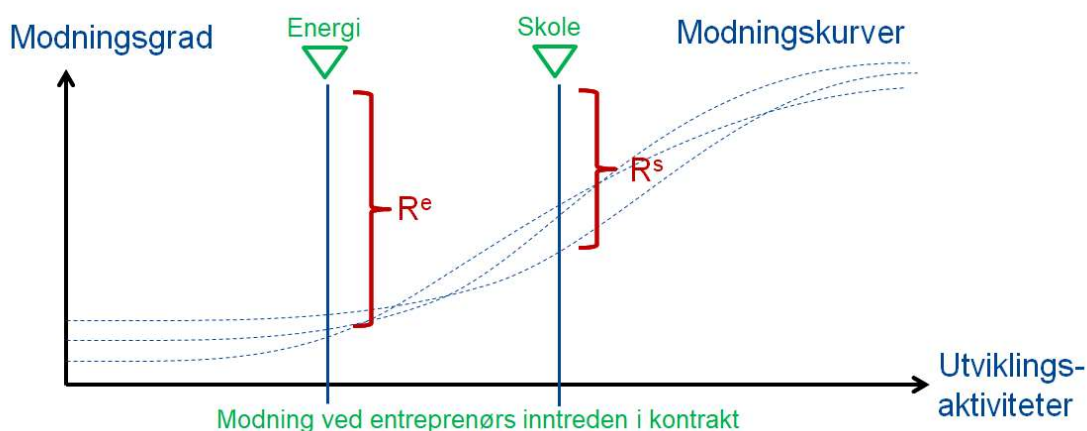 Modningsgrad
Energi
Skole
Modningskurver
Rᵉ
Rˢ
Utviklings-
aktiviteter
Modning ved entreprenørs inntreden i kontrakt